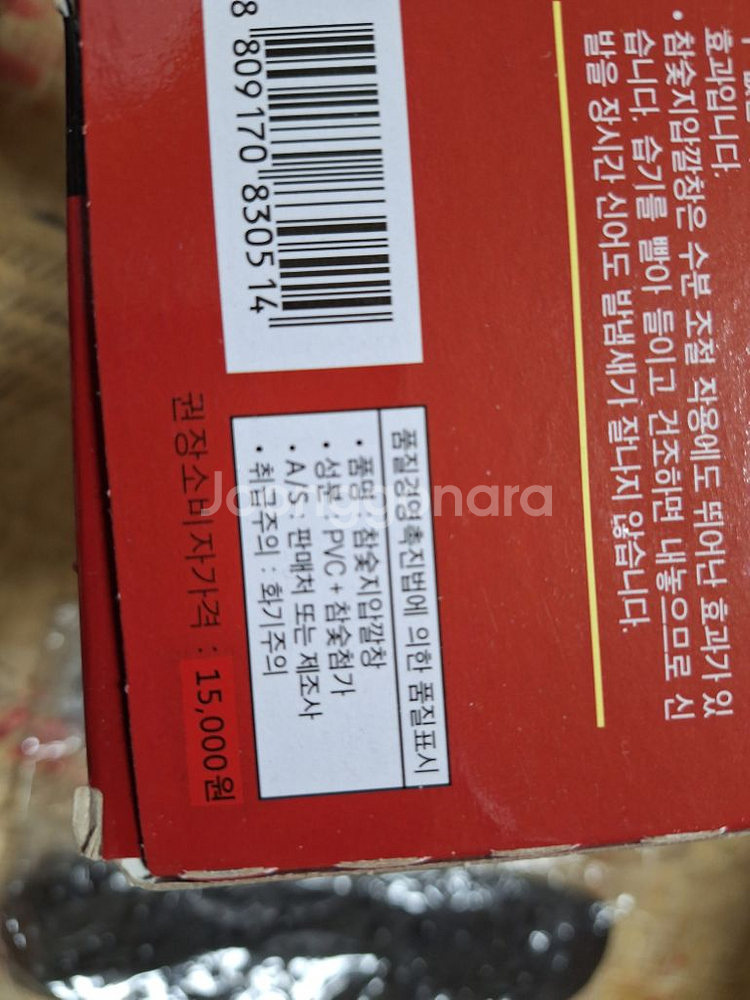 효과입니다.
• 참숯지압깔창은 수분 조절 작용에도 뛰어난 효과가 있
습니다. 습기를 빨아 들이고 건조하면 내놓으므로 신
발을 장시간 신어도 발냄새가 잘나지 않습니다.
8 809170 830514
품질경영촉진법에 의한 품질표시
• 품명 : 참숯지압깔창
• 성분 : PVC + 참숯첨가
• A/S : 판매처 또는 제조사
• 취급주의 : 화기주의
권장소비자가격 : 15,000원
Joonggonara